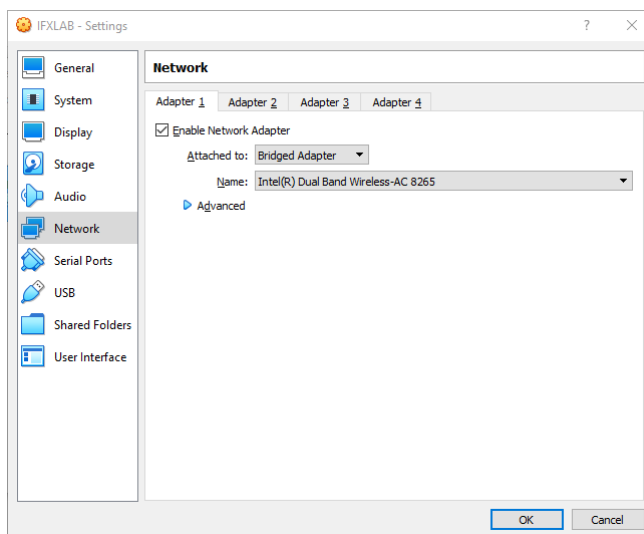 IFXLAB - Settings
?
×
General
System
Display
Storage
Audio
Network
Serial Ports
USB
Shared Folders
User Interface
Network
Adapter 1
Adapter 2
Adapter 3
Adapter 4
Enable Network Adapter
Attached to: Bridged Adapter
Name: Intel(R) Dual Band Wireless-AC 8265
Advanced
OK
Cancel